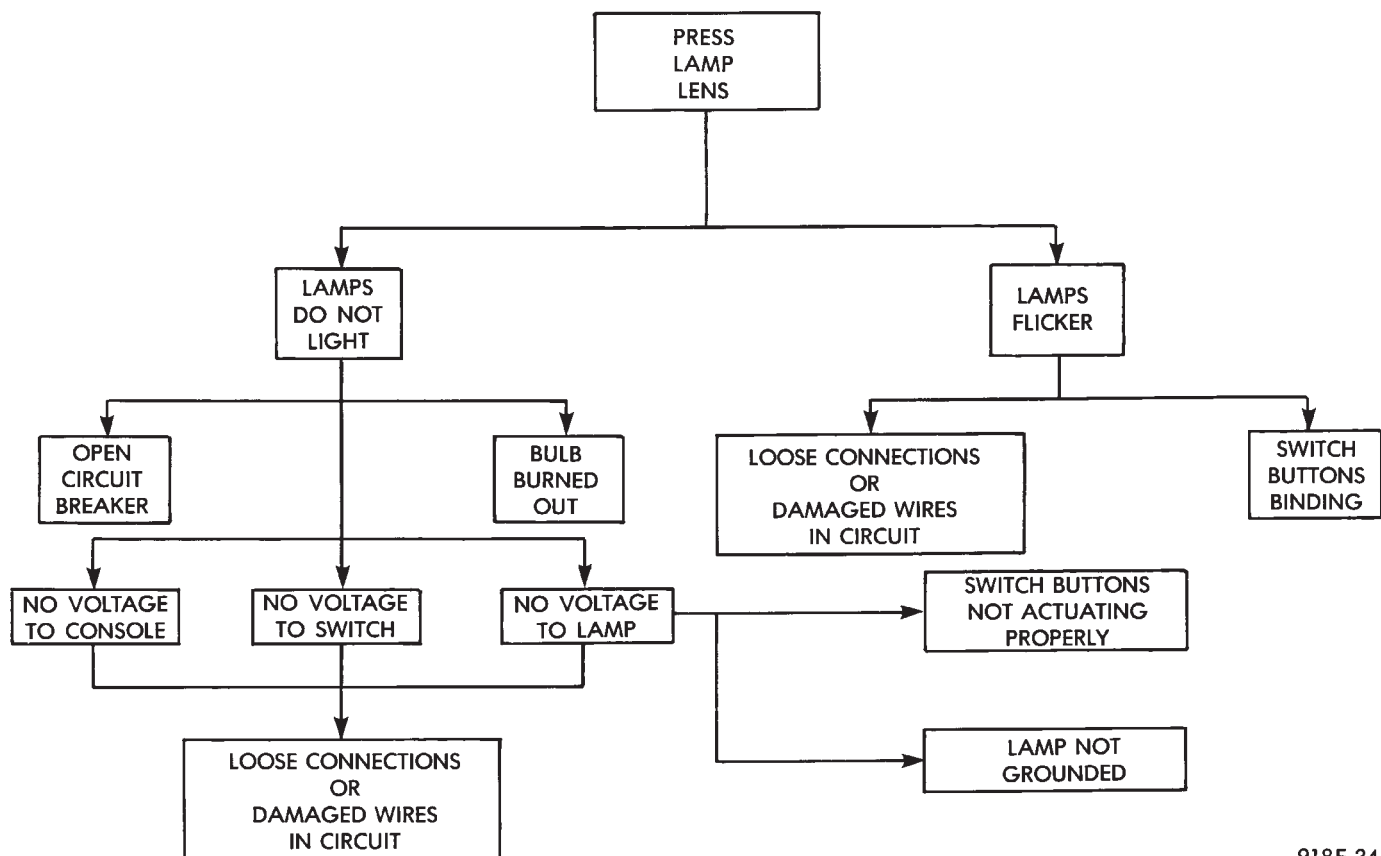 PRESS
LAMP
LENS
LAMPS
DO NOT
LIGHT
LAMPS
FLICKER
OPEN
CIRCUIT
BREAKER
BULB
BURNED
OUT
LOOSE CONNECTIONS
OR
DAMAGED WIRES
IN CIRCUIT
SWITCH
BUTTONS
BINDING
NO VOLTAGE
TO CONSOLE
NO VOLTAGE
TO SWITCH
NO VOLTAGE
TO LAMP
SWITCH BUTTONS
NOT ACTUATING
PROPERLY
LAMP NOT
GROUNDED
LOOSE CONNECTIONS
OR
DAMAGED WIRES
IN CIRCUIT